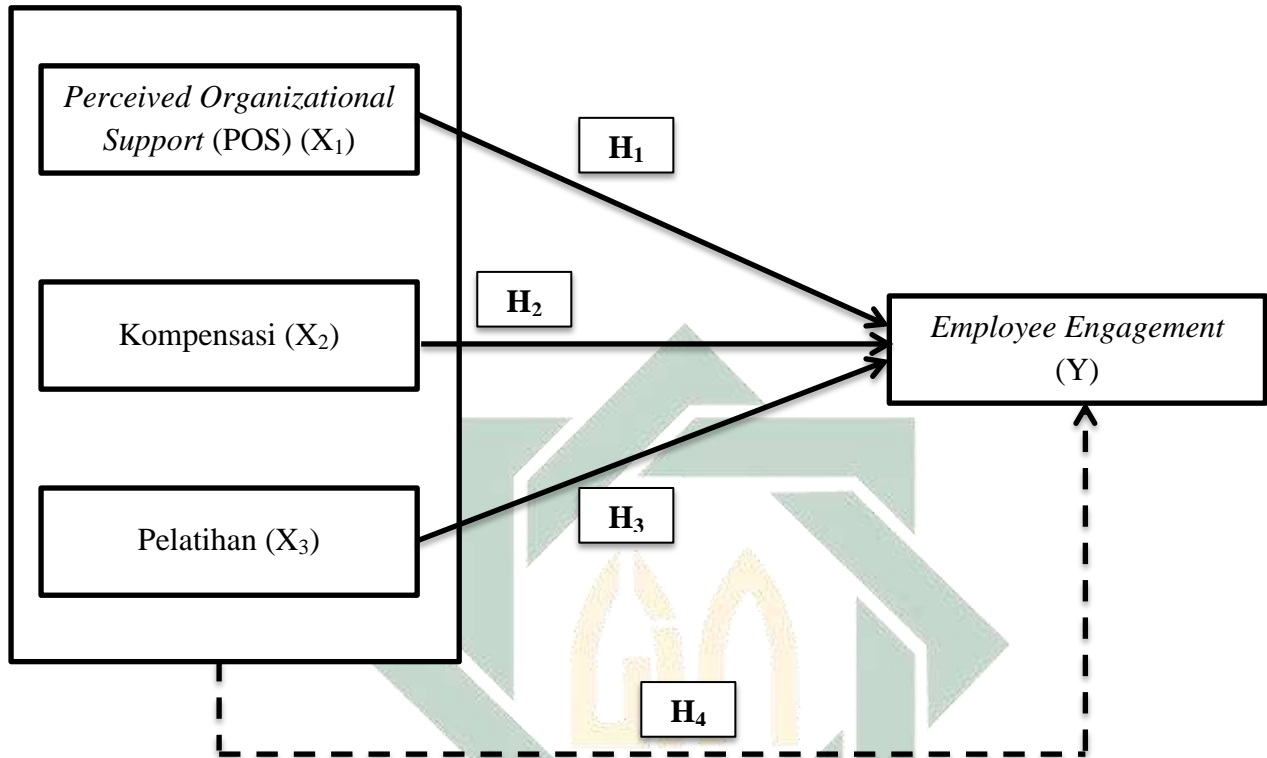 Perceived Organizational
Support (POS) (X₁)
H₁
Kompensasi (X₂)
H₂
Employee Engagement
(Y)
Pelatihan (X₃)
H₃
H₄